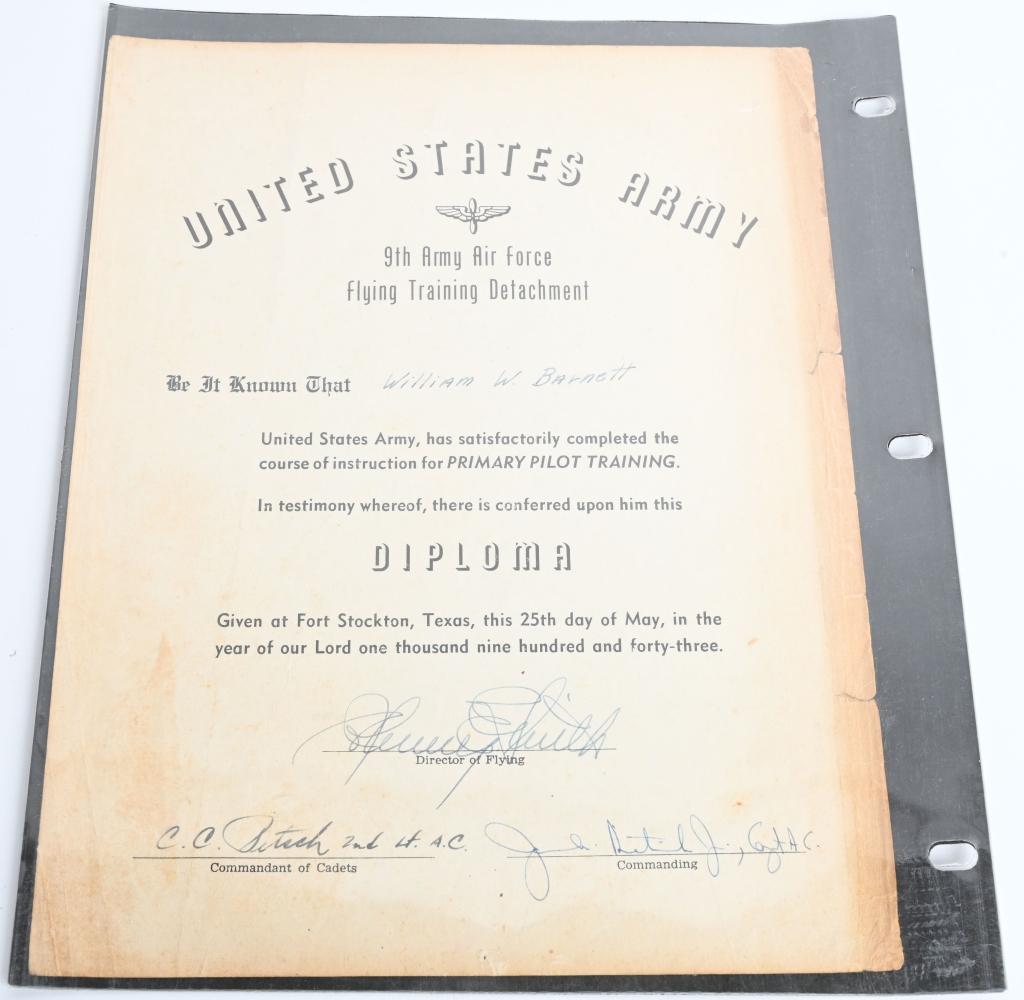 UNITED STATES ARMY
9th Army Air Force
Flying Training Detachment
Be It Known That William W. Barnett
United States Army, has satisfactorily completed the
course of instruction for PRIMARY PILOT TRAINING.
In testimony whereof, there is conferred upon him this
DIPLOMA
Given at Fort Stockton, Texas, this 25th day of May, in the
year of our Lord one thousand nine hundred and forty-three.
Smith
Director of Flying
C. C. 2nd Lt. A.C. Jr., Capt A.C.
Commandant of Cadets Commanding